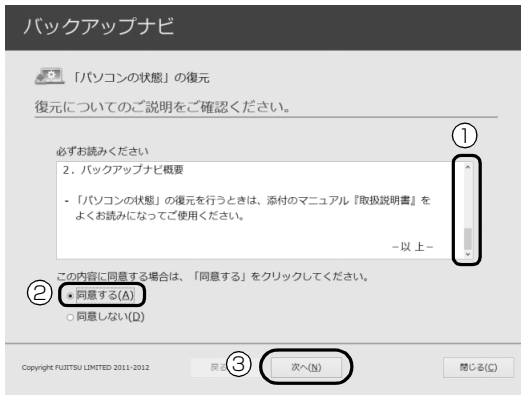 バックアップナビ
「パソコンの状態」の復元
復元についてのご説明をご確認ください。
①
必ずお読みください
2．バックアップナビ概要
-「パソコンの状態」の復元を行うときは、添付のマニュアル『取扱説明書』を
よくお読みになってご使用ください。
－以 上－
この内容に同意する場合は、「同意する」をクリックしてください。
② 同意する(A)
同意しない(D)
Copyright FUJITSU LIMITED 2011-2012
戻る
③ 次へ(N)
閉じる(C)